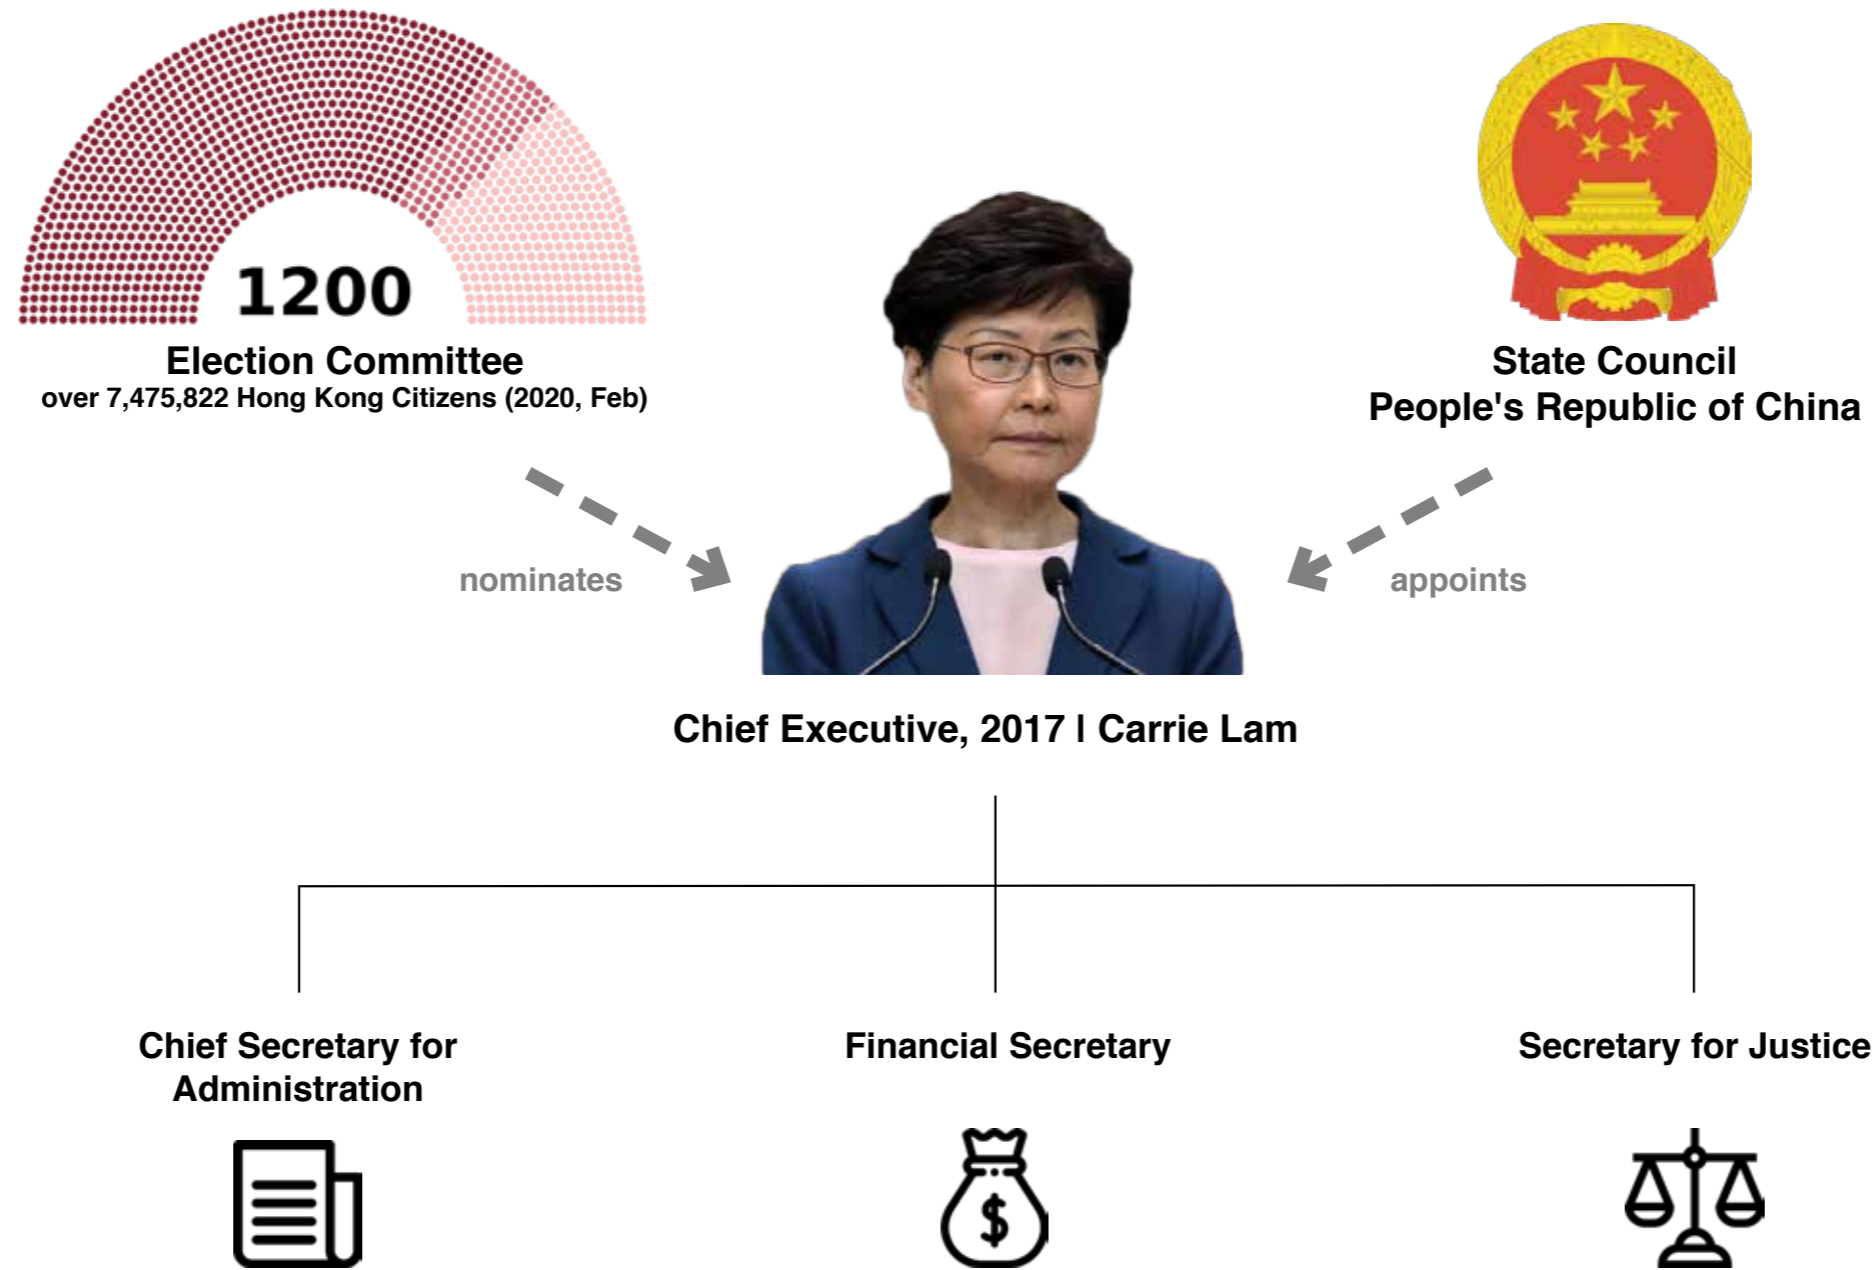 1200
Election Committee
over 7,475,822 Hong Kong Citizens (2020, Feb)
State Council
People's Republic of China
nominates
appoints
Chief Executive, 2017 | Carrie Lam
Chief Secretary for
Administration
Financial Secretary
Secretary for Justice
$